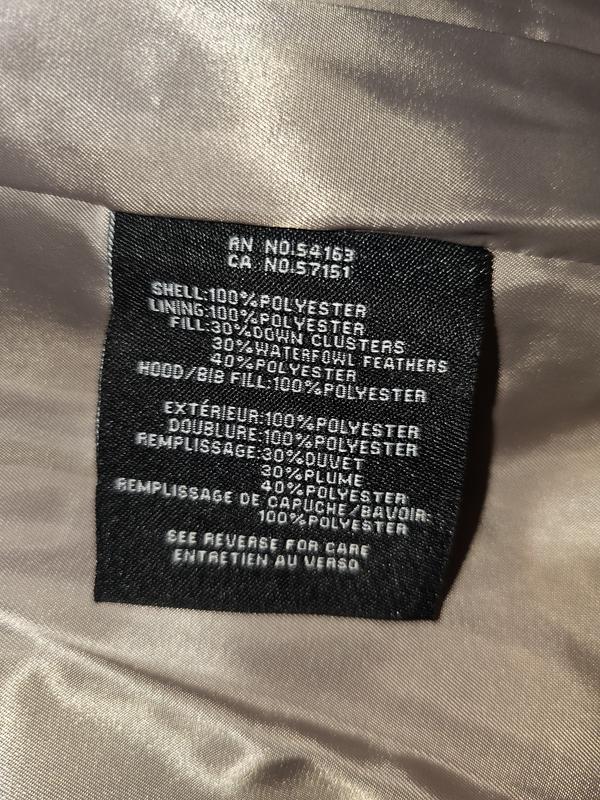 RN NO.54163
CA NO.57151
SHELL:100%POLYESTER
LINING:100%POLYESTER
FILL:30%DOWN CLUSTERS
30%WATERFOWL FEATHERS
40%POLYESTER
HOOD/BIB FILL:100%POLYESTER
EXTÉRIEUR:100%POLYESTER
DOUBLURE:100%POLYESTER
REMPLISSAGE:30%DUVET
30%PLUME
40%POLYESTER
REMPLISSAGE DE CAPUCHE/BAVOIR:
100%POLYESTER
SEE REVERSE FOR CARE
ENTRETIEN AU VERSO